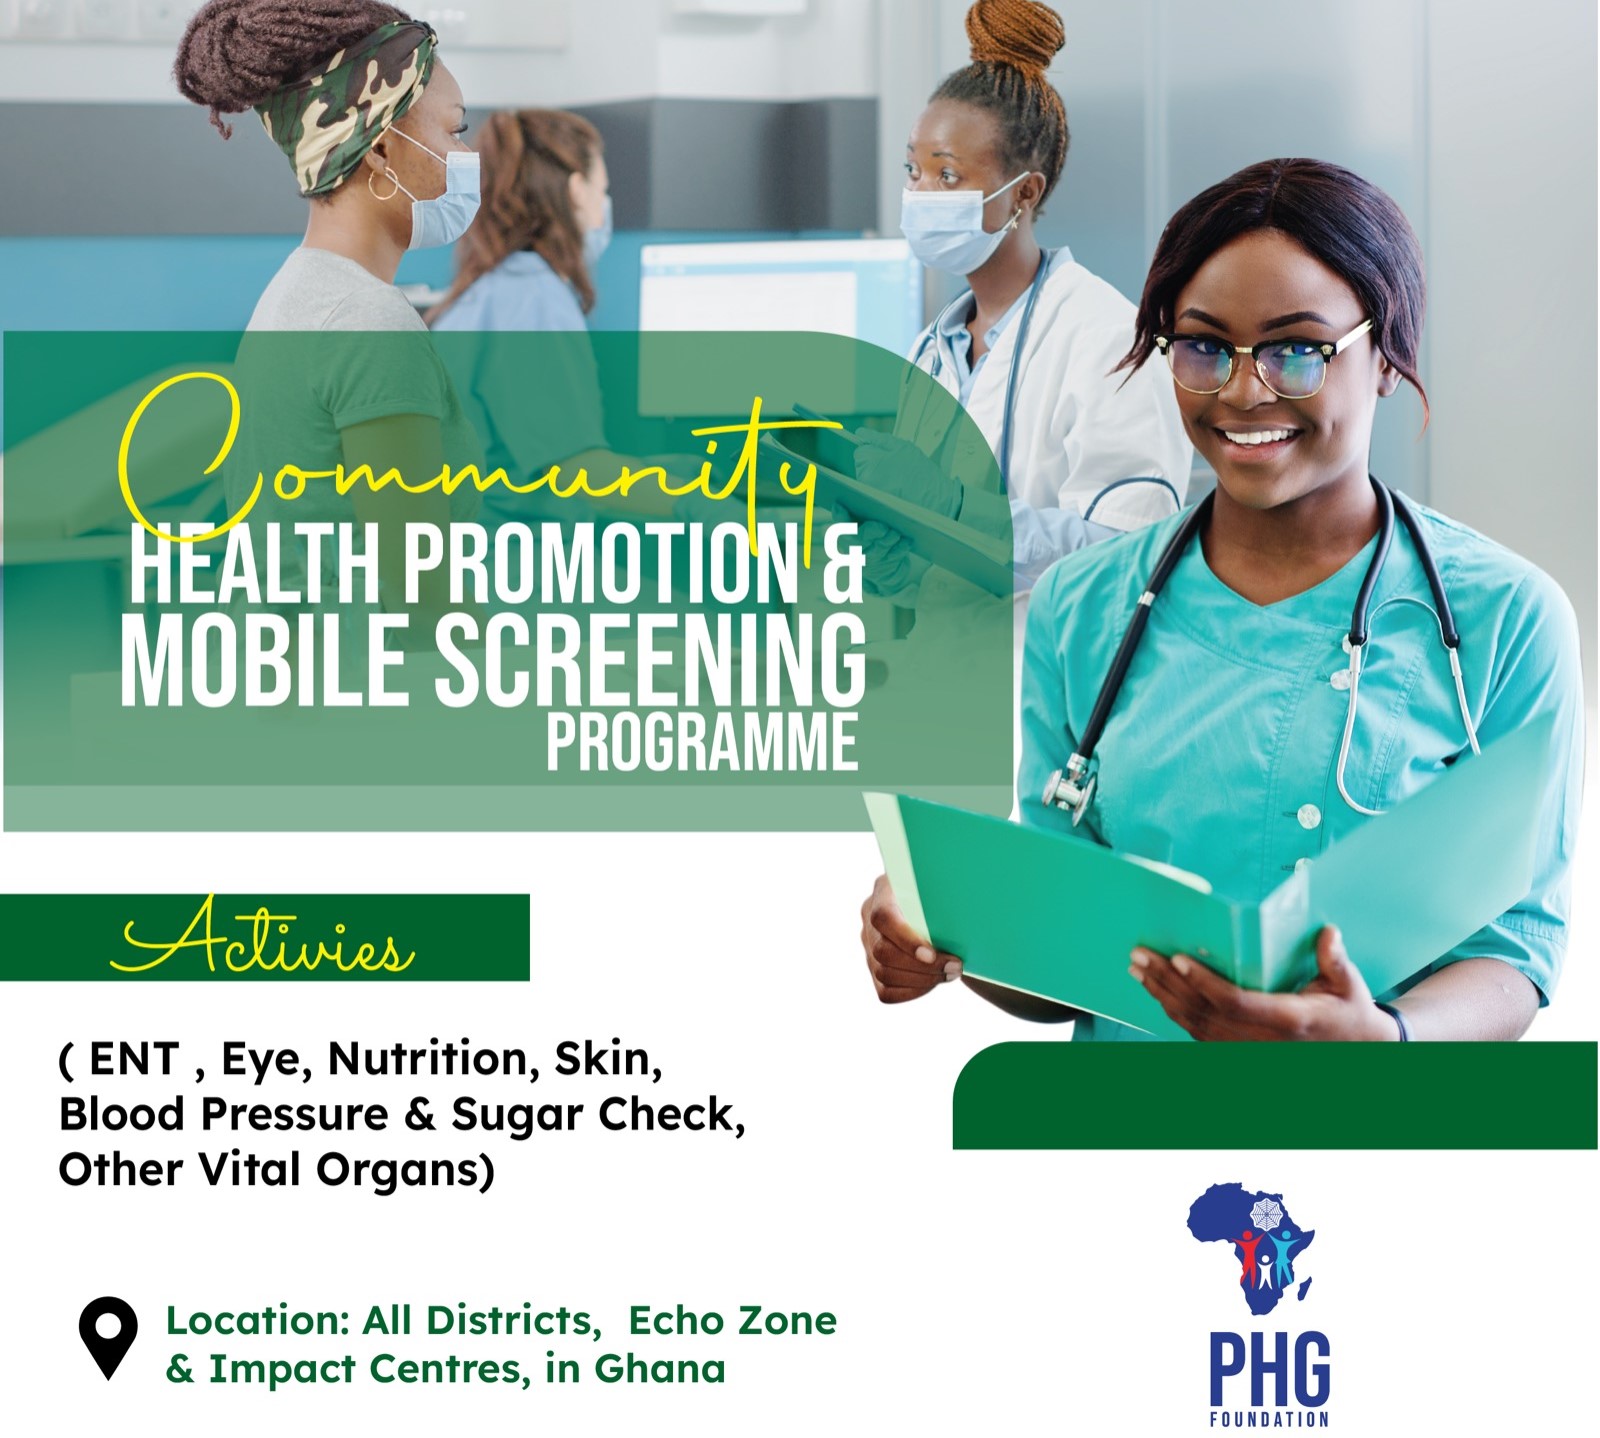 Community
HEALTH PROMOTION &
MOBILE SCREENING
PROGRAMME
Activies
( ENT , Eye, Nutrition, Skin,
Blood Pressure & Sugar Check,
Other Vital Organs)
Location: All Districts, Echo Zone
& Impact Centres, in Ghana
PHG
FOUNDATION